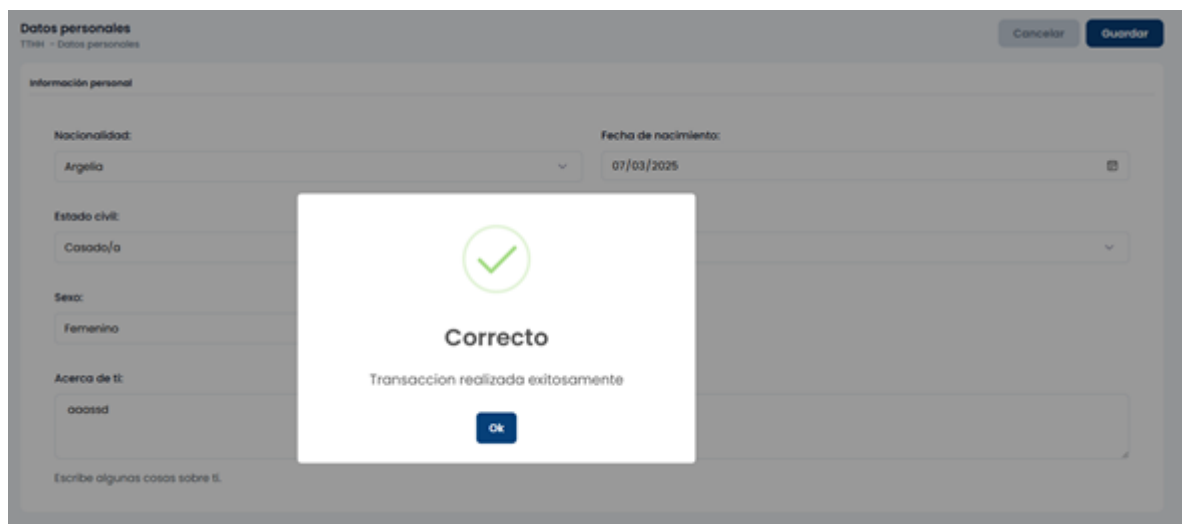 Datos personales
TTHH - Datos personales
Cancelar
Guardar
Información personal
Nacionalidad:
Fecha de nacimiento:
Argelia
07/03/2025
Estado civil:
Casado/a
Sexo:
Femenino
Correcto
Transaccion realizada exitosamente
Ok
Acerca de ti:
aaassd
Escribe algunas cosas sobre ti.